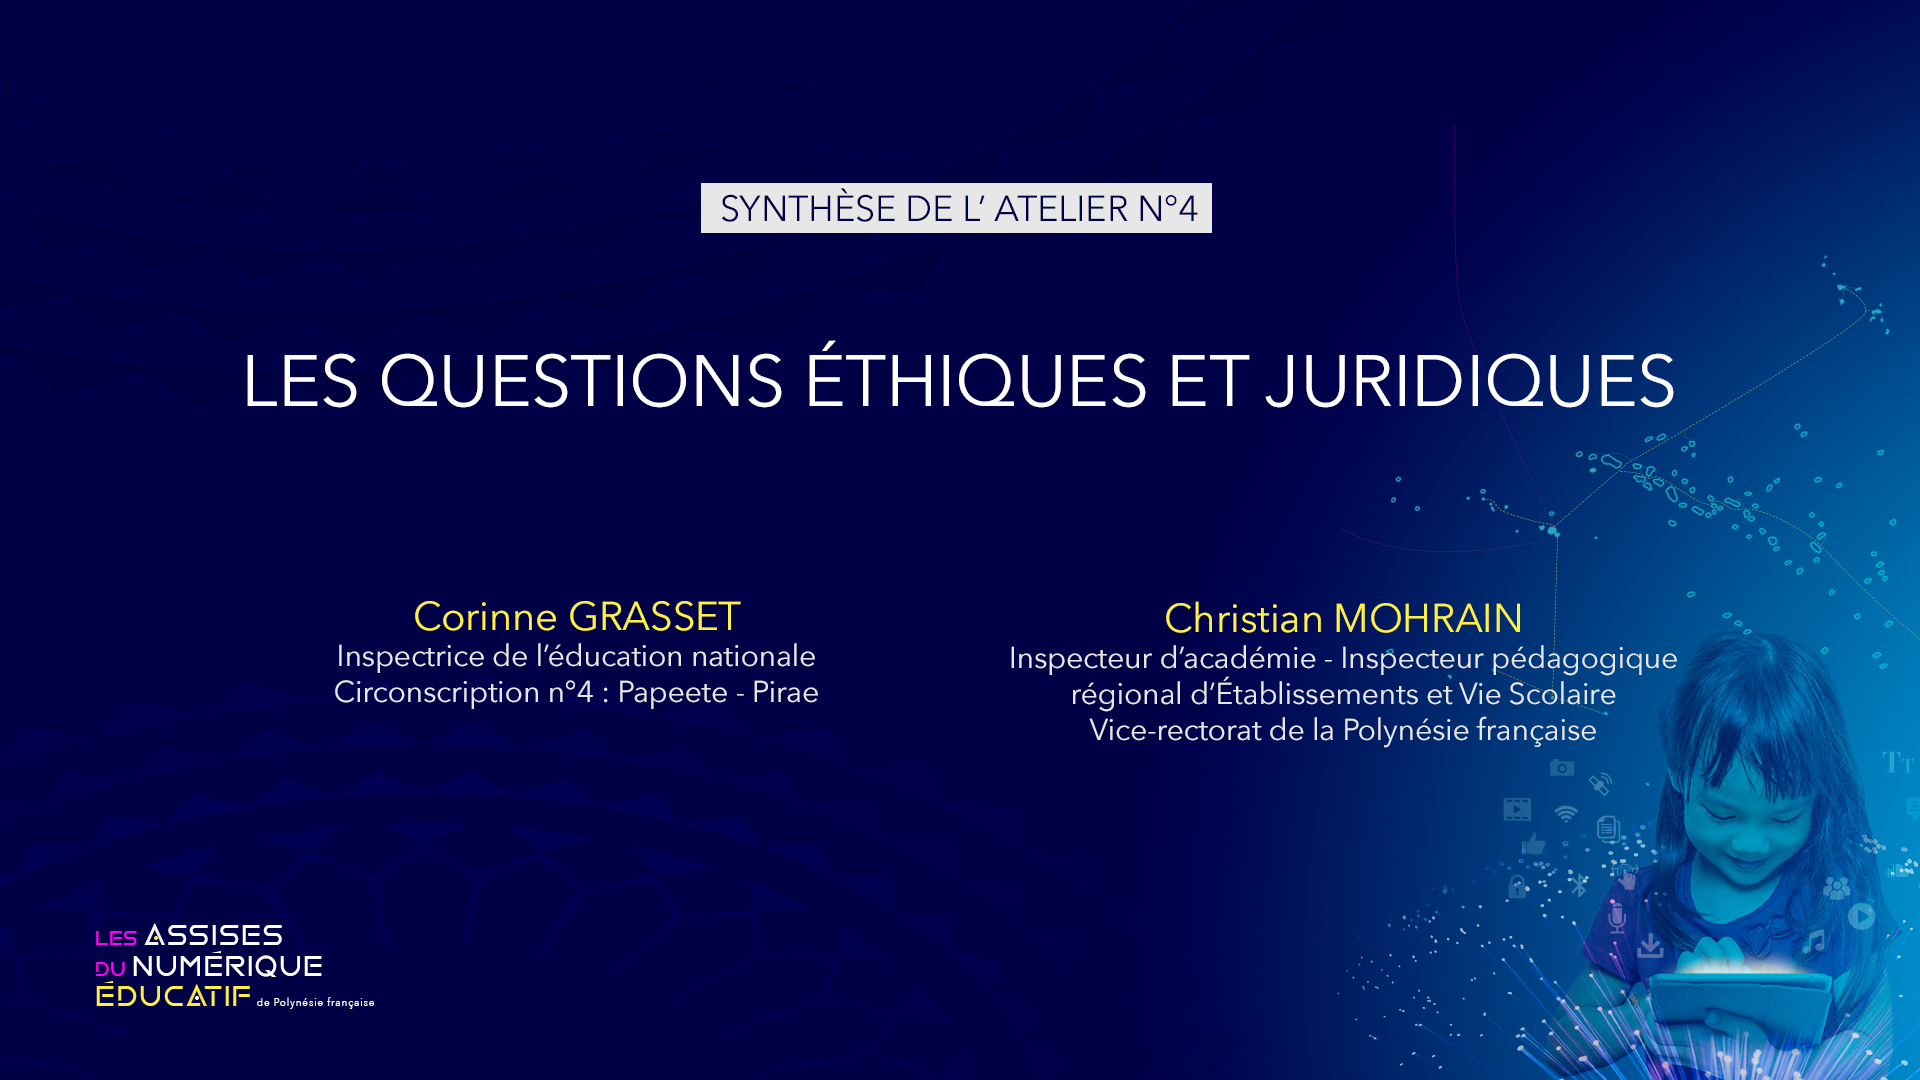 SYNTHÈSE DE L’ ATELIER N°4
LES QUESTIONS ÉTHIQUES ET JURIDIQUES
Corinne GRASSET
Inspectrice de l’éducation nationale
Circonscription n°4 : Papeete - Pirae
Christian MOHRAIN
Inspecteur d’académie - Inspecteur pédagogique
régional d’Établissements et Vie Scolaire
Vice-rectorat de la Polynésie française
LES ASSISES
DU NUMÉRIQUE
ÉDUCATIF de Polynésie française
TT